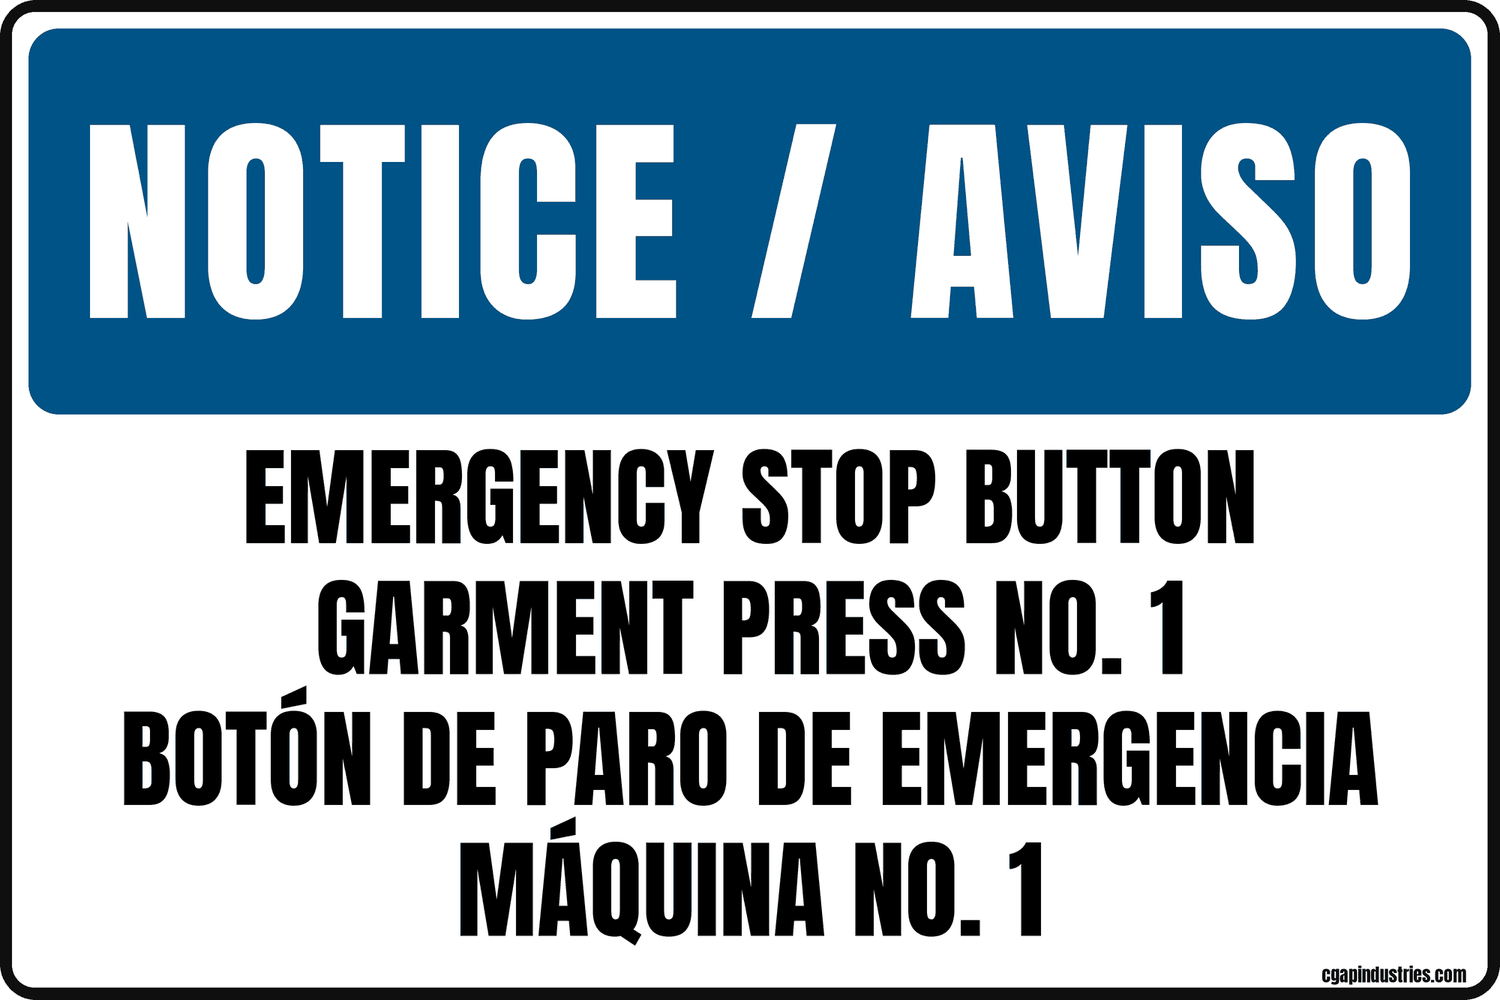 NOTICE / AVISO
EMERGENCY STOP BUTTON
GARMENT PRESS NO. 1
BOTÓN DE PARO DE EMERGENCIA
MÁQUINA NO. 1
cgapindustries.com